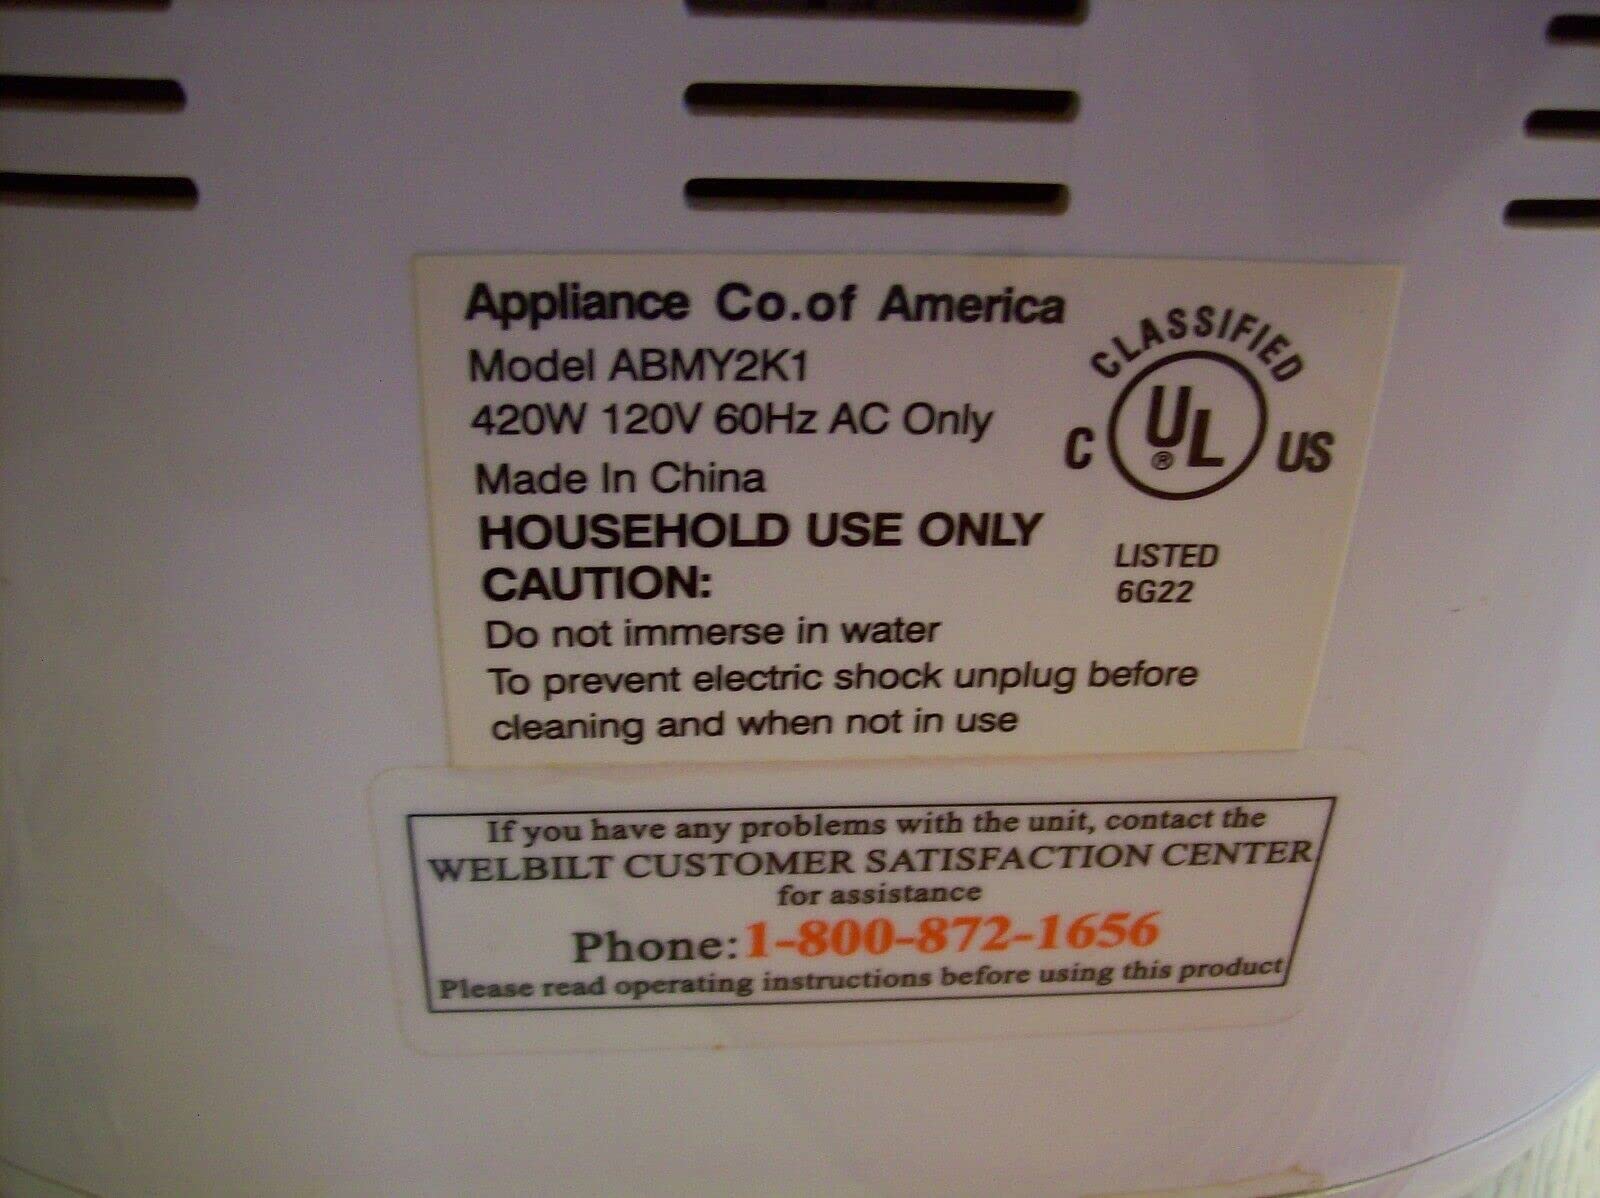 Appliance Co.of America
Model ABMY2K1
420W 120V 60Hz AC Only
Made In China
HOUSEHOLD USE ONLY
CAUTION:
Do not immerse in water
To prevent electric shock unplug before
cleaning and when not in use
CLASSIFIED
C UL® US
LISTED
6G22
If you have any problems with the unit, contact the
WELBILT CUSTOMER SATISFACTION CENTER
for assistance
Phone:1-800-872-1656
Please read operating instructions before using this product